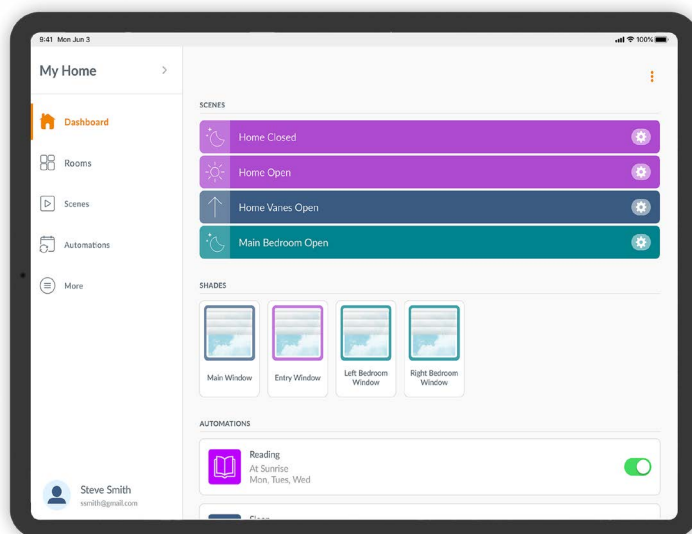 9:41 Mon Jun 3
100%
My Home
Dashboard
Rooms
Scenes
Automations
More
Steve Smith
ssmith@gmail.com
SCENES
Home Closed
Home Open
Home Vanes Open
Main Bedroom Open
SHADES
Main Window
Entry Window
Left Bedroom
Window
Right Bedroom
Window
AUTOMATIONS
Reading
At Sunrise
Mon, Tues, Wed